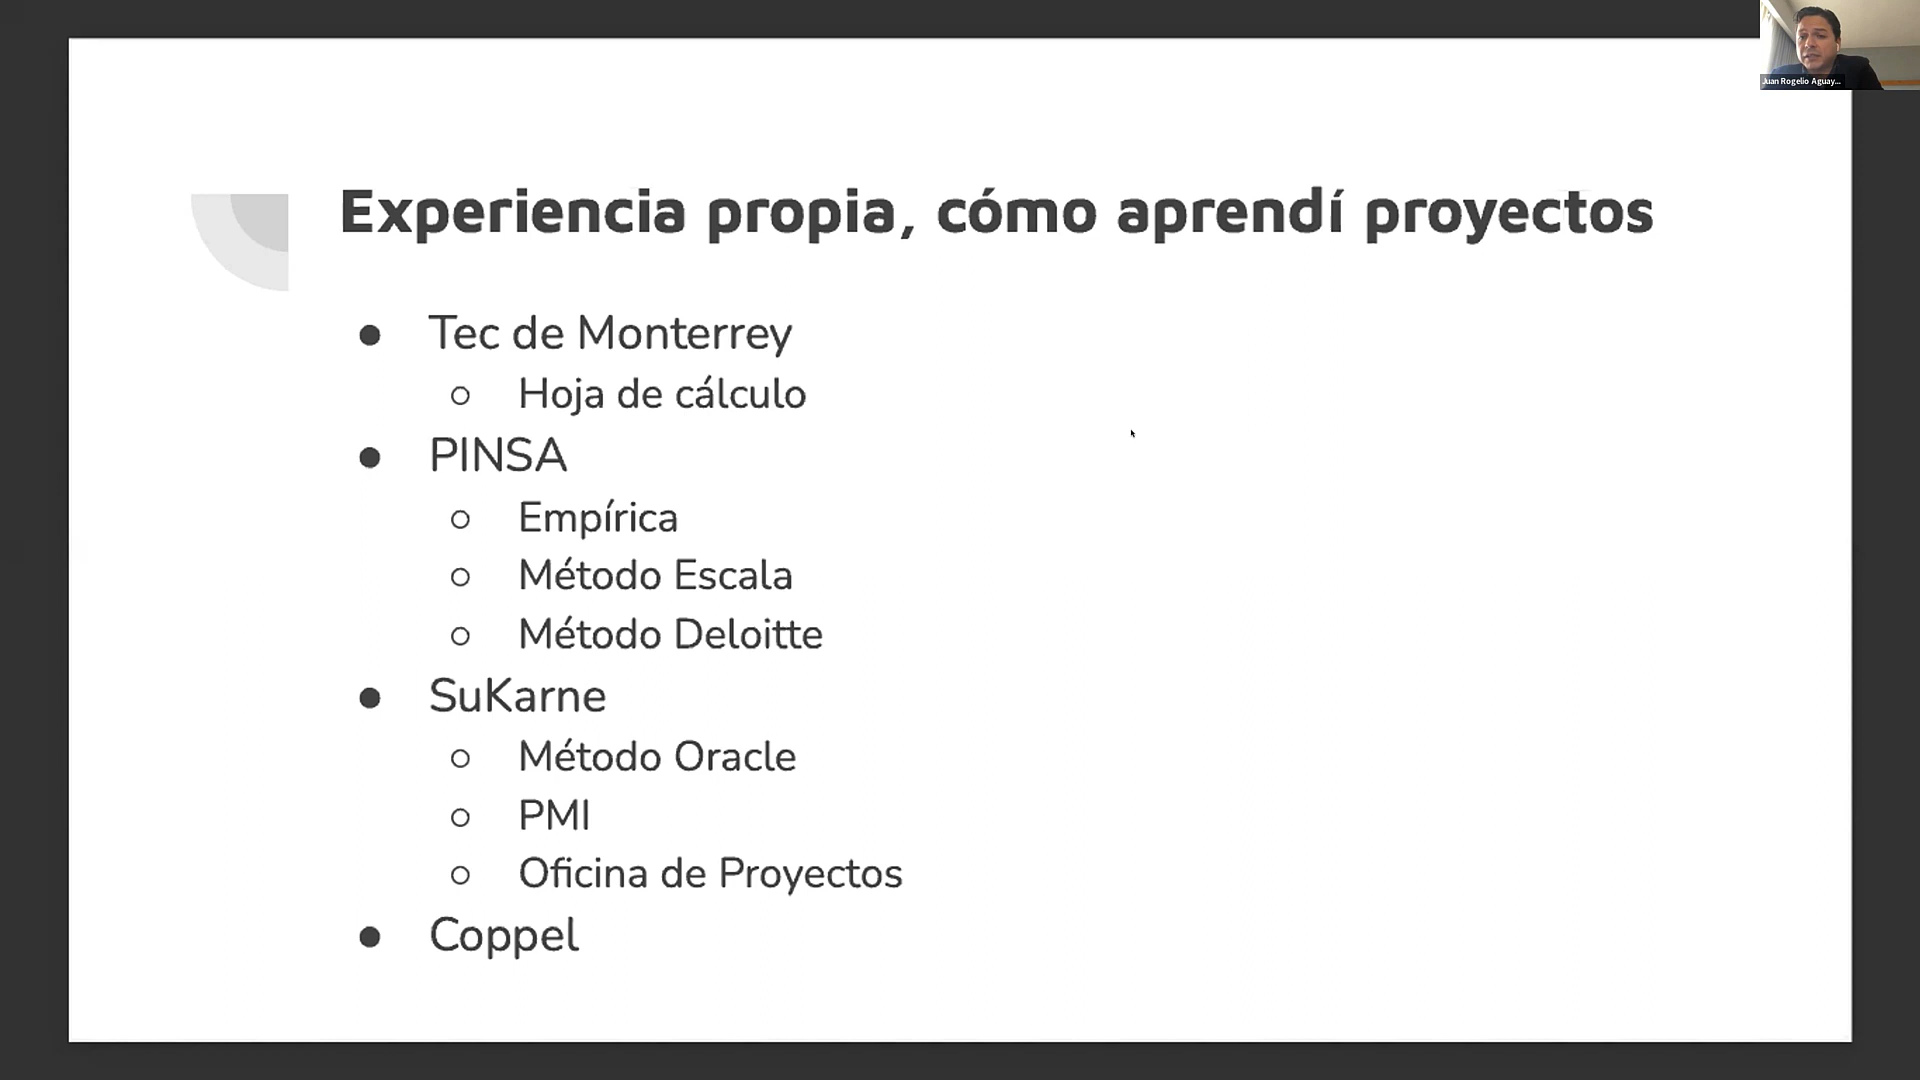 Juan Rogelio Aguay...
Experiencia propia, cómo aprendí proyectos
● Tec de Monterrey
○ Hoja de cálculo
● PINSA
○ Empírica
○ Método Escala
○ Método Deloitte
● SuKarne
○ Método Oracle
○ PMI
○ Oficina de Proyectos
● Coppel